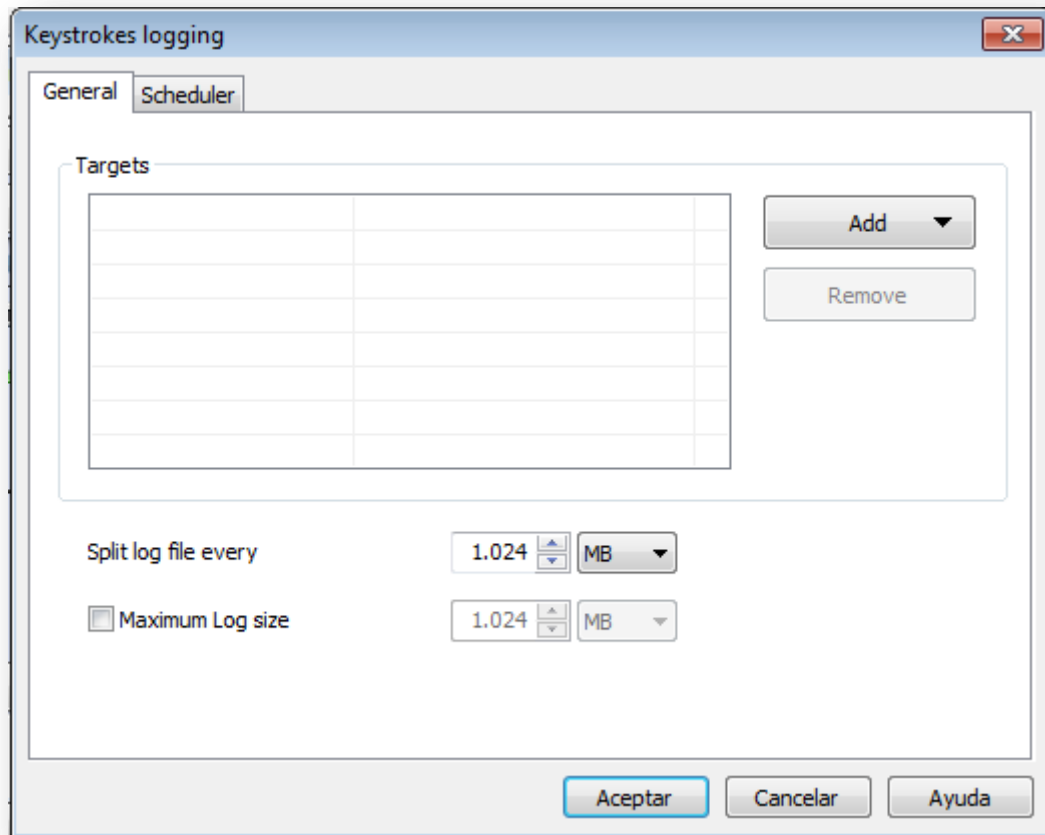 Keystrokes logging
General Scheduler
Targets
Add
Remove
Split log file every 1.024 MB
Maximum Log size 1.024 MB
Aceptar Cancelar Ayuda